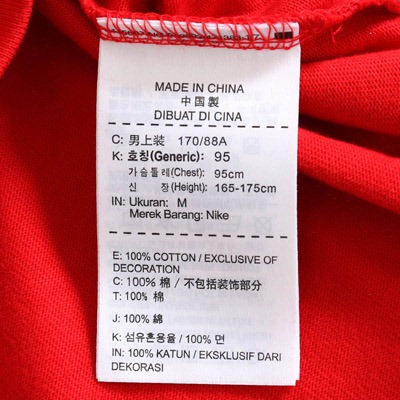 MADE IN CHINA
中国製
DIBUAT DI CINA
C: 男上装 170/88A
K: 호칭(Generic): 95
가 슴 둘 레(Chest): 95cm
신 장(Height): 165-175cm
IN: Ukuran: M
Merek Barang: Nike
E: 100% COTTON / EXCLUSIVE OF
DECORATION
C: 100% 棉 / 不包括装饰部分
T: 100% 棉
J: 100% 綿
K: 섬유혼용율 / 100% 면
IN: 100% KATUN / EKSKLUSIF DARI
DEKORASI